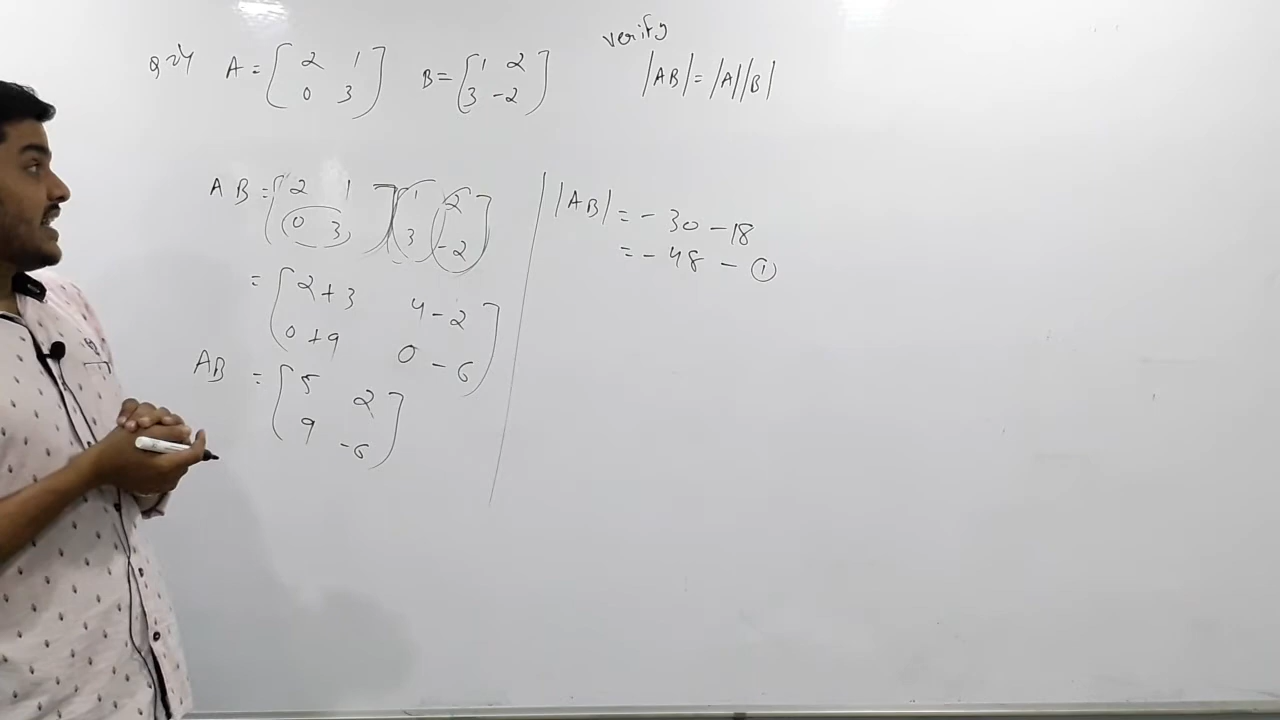 verify
Q 24 A = [ 2 1 B = [ 1 2 |AB| = |A||B|
0 3 ] 3 -2 ]
AB = [ 2 1 [ 1 2
0 3 ] 3 -2 ]
= [ 2+3 4-2
0+9 0-6 ]
AB = [ 5 2
9 -6 ]
|AB| = -30-18
= -48 - ①